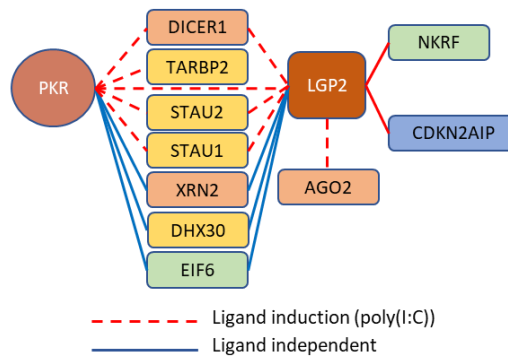 DICER1
NKRF
TARBP2
PKR
LGP2
STAU2
STAU1
CDKN2AIP
XRN2
AGO2
DHX30
EIF6
Ligand induction (poly(I:C))
Ligand independent